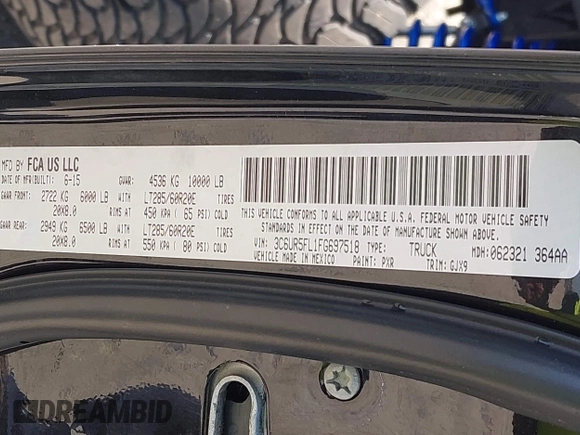 MFD BY FCA US LLC
DATE OF MFR(BUILT): 6-15 GVWR: 4536 KG 10000 LB
GAWR FRONT: 2722 KG 6000 LB WITH LT285/60R20E TIRES
20X8.0 RIMS AT 450 KPA ( 65 PSI) COLD
GAWR REAR: 2949 KG 6500 LB WITH LT285/60R20E TIRES
20X8.0 RIMS AT 550 KPA ( 80 PSI) COLD
THIS VEHICLE CONFORMS TO ALL APPLICABLE U.S.A. FEDERAL MOTOR VEHICLE SAFETY
STANDARDS IN EFFECT ON THE DATE OF MANUFACTURE SHOWN ABOVE.
VIN: 3C6UR5FL1FG697518 TYPE: TRUCK MDH: 062321 364AA
VEHICLE MADE IN MEXICO PAINT: PXR TRIM: GJX9
DREAMBID